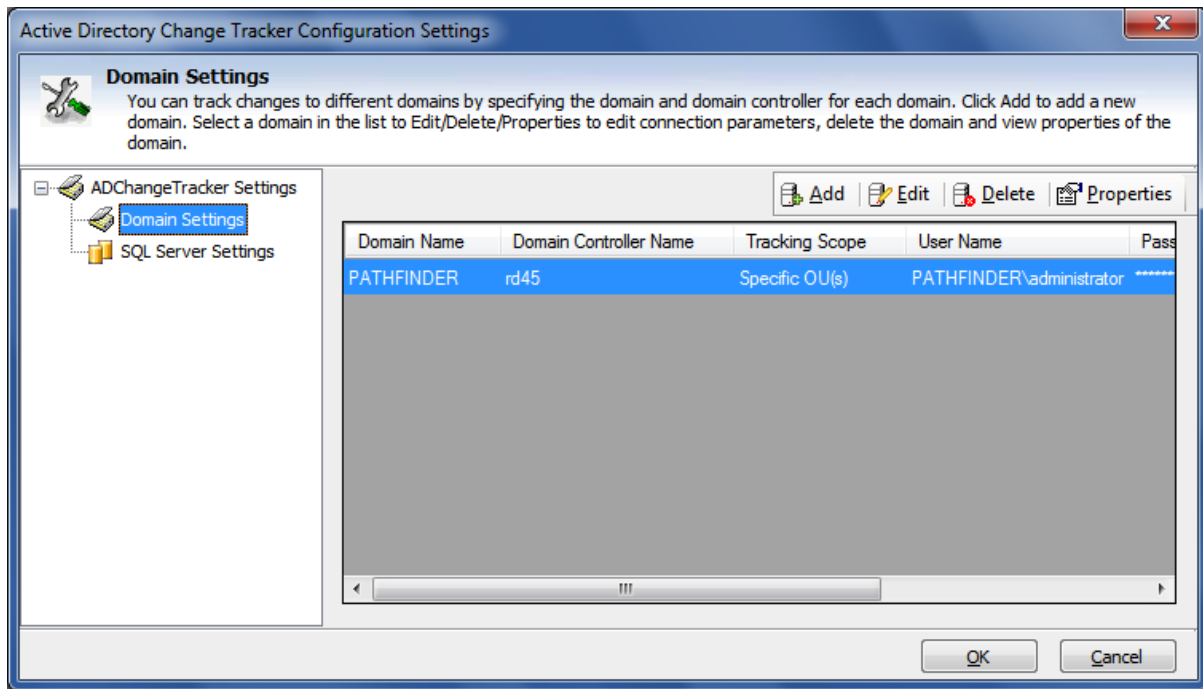 Active Directory Change Tracker Configuration Settings
Domain Settings
You can track changes to different domains by specifying the domain and domain controller for each domain. Click Add to add a new
domain. Select a domain in the list to Edit/Delete/Properties to edit connection parameters, delete the domain and view properties of the
domain.
ADChangeTracker Settings
Domain Settings
SQL Server Settings
Add Edit Delete Properties
Domain Name Domain Controller Name Tracking Scope User Name Pass
PATHFINDER rd45 Specific OU(s) PATHFINDER\administrator *******
OK Cancel